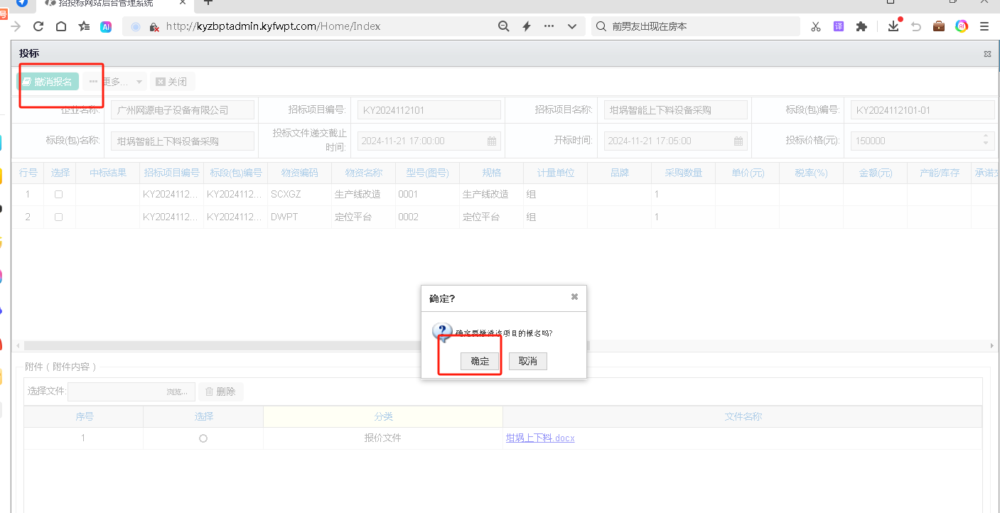 号
招投标网站后台管理系统
AI
http://kyzbptadmin.kyfwpt.com/Home/Index
前男友出现在房本
译
AI
投标
撤消报名
更多...
关闭
企业名称:
广州网源电子设备有限公司
招标项目编号:
KY2024112101
招标项目名称:
坩埚智能上下料设备采购
标段(包)编号:
KY2024112101-01
标段(包)名称:
坩埚智能上下料设备采购
投标文件递交截止
时间:
2024-11-21 17:00:00
开标时间:
2024-11-21 17:05:00
投标价格(元):
150000
行号 选择 中标结果 招标项目编号 标段(包)编号 物资编码 物资名称 型号(图号) 规格 计量单位 品牌 采购数量 单价(元) 税率(%) 金额(元) 产能/库存 承诺交
1 KY2024112... KY2024112... SCXGZ 生产线改造 0001 生产线改造 组 1
2 KY2024112... KY2024112... DWPT 定位平台 0002 定位平台 组 1
确定?
确定要撤消该项目的报名吗?
确定
取消
附件 ( 附件内容 )
选择文件:
浏览...
删除
序号 选择 分类 文件名称
1 报价文件 坩埚上下料.docx